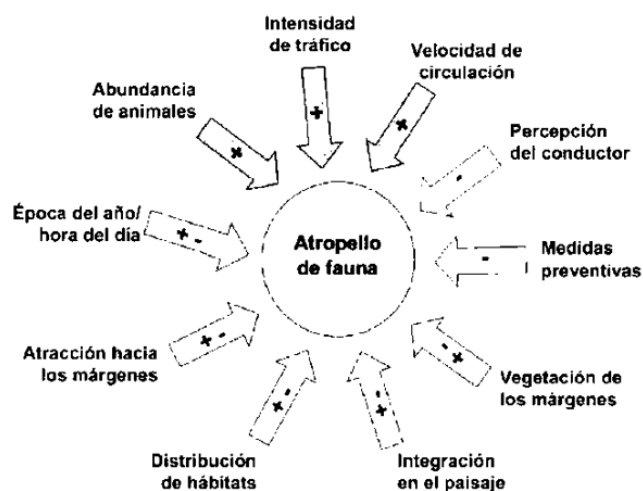 Intensidad
de tráfico
Velocidad de
circulación
Abundancia
de animales
Percepción
del conductor
Época del año/
hora del día
Atropello
de fauna
Medidas
preventivas
Atracción hacia
los márgenes
Vegetación de
los márgenes
Distribución
de hábitats
Integración
en el paisaje
+
+
+
-
+ -
-
+ -
- +
+ -
+ -